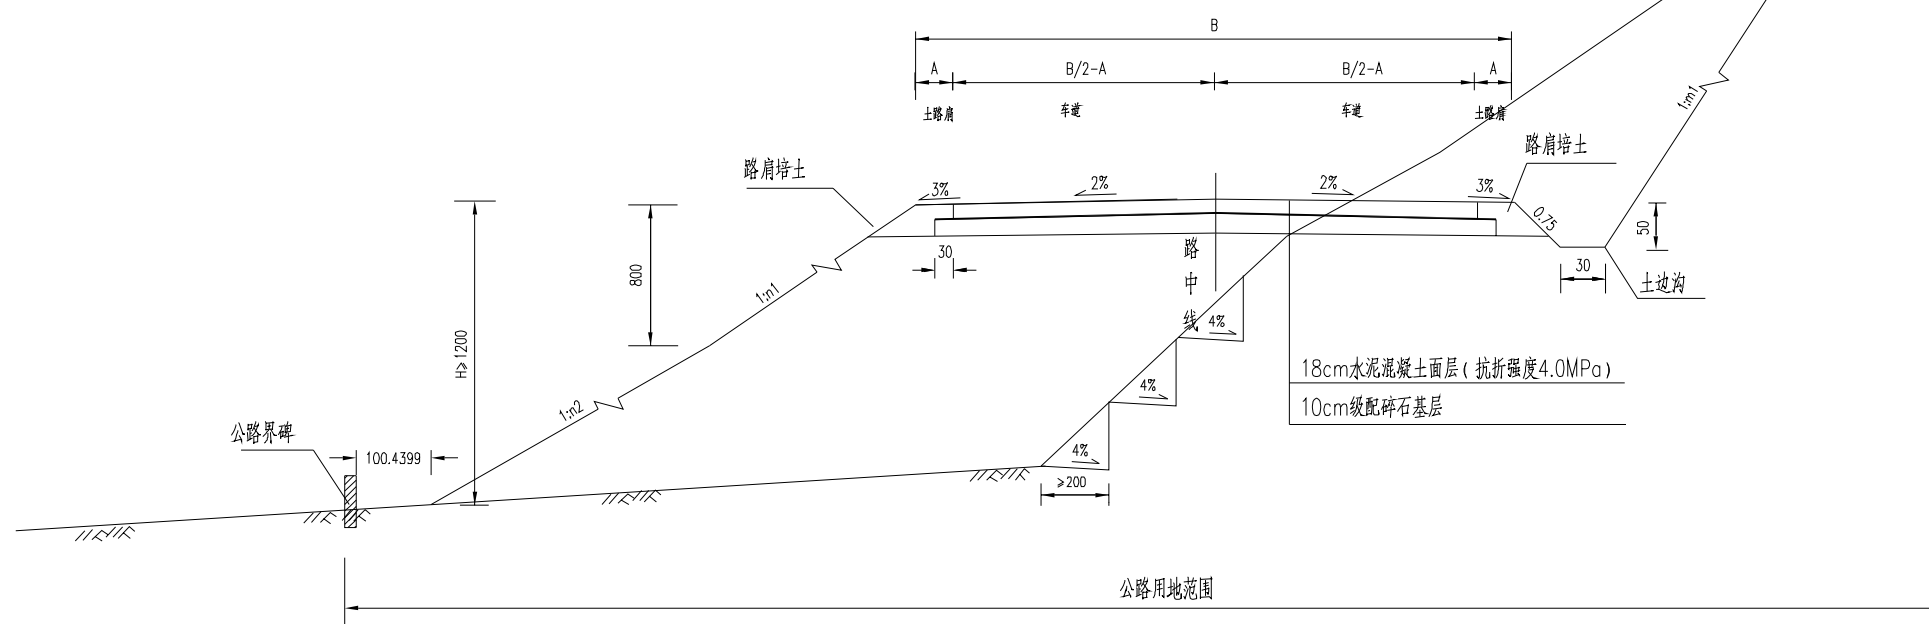 B
A
B/2-A
B/2-A
A
土路肩
车道
车道
土路肩
1:m1
路肩培土
路肩培土
3%
2%
2%
3%
0.75
50
30
800
30
土边沟
路中线
1:n1
H≥1200
4%
18cm水泥混凝土面层(抗折强度4.0MPa)
4%
10cm级配碎石基层
1:n2
公路界碑
100.4399
4%
≥200
公路用地范围